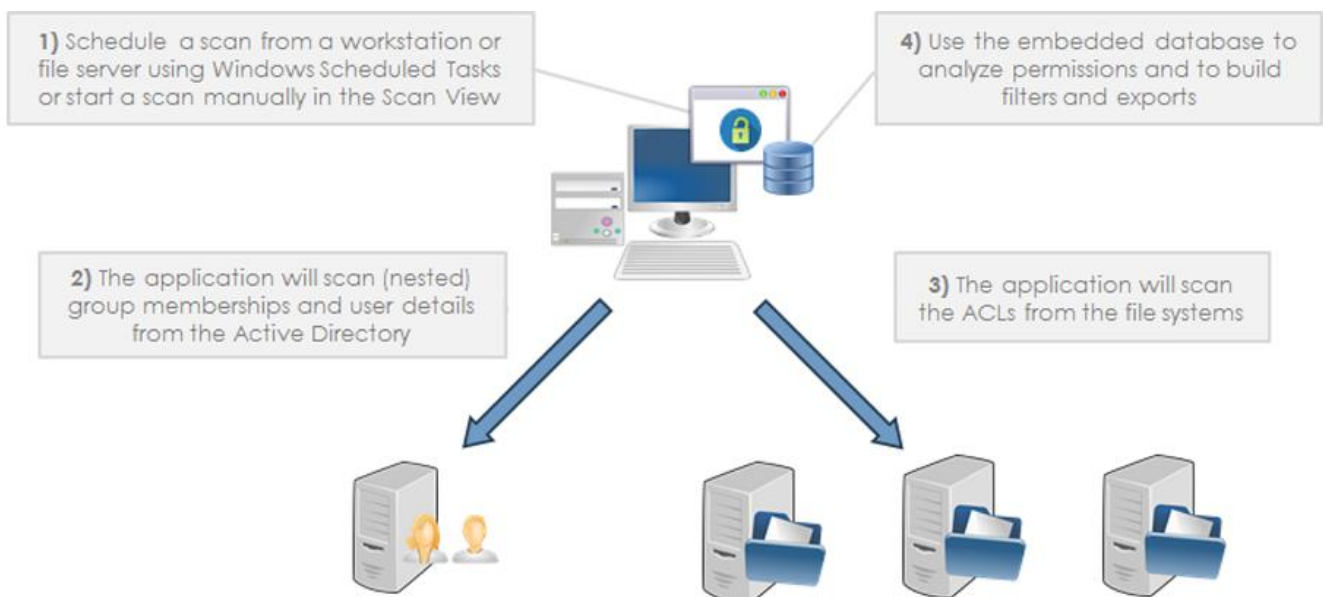 1) Schedule a scan from a workstation or
file server using Windows Scheduled Tasks
or start a scan manually in the Scan View
4) Use the embedded database to
analyze permissions and to build
filters and exports
2) The application will scan (nested)
group memberships and user details
from the Active Directory
3) The application will scan
the ACLs from the file systems